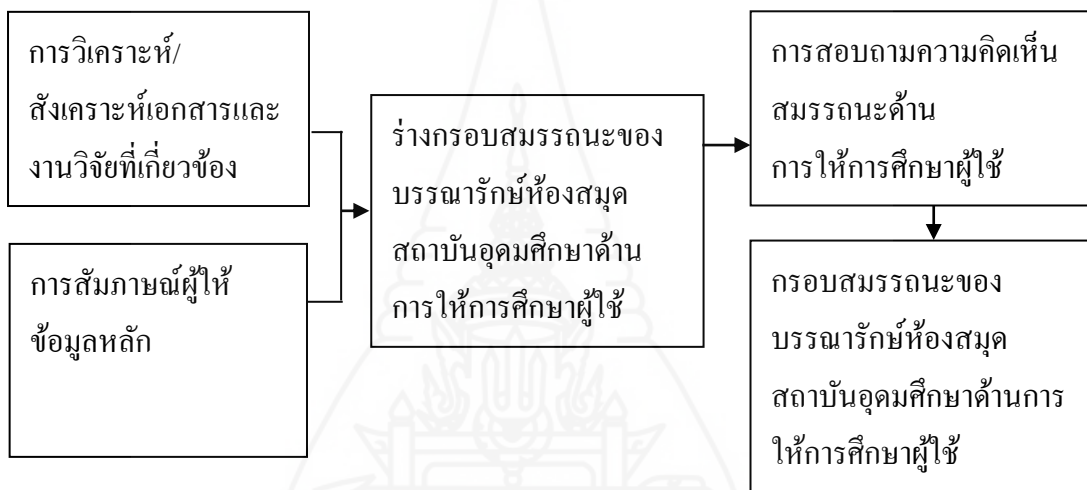 การวิเคราะห์/
สังเคราะห์เอกสารและ
งานวิจัยที่เกี่ยวข้อง
การสัมภาษณ์ผู้ให้
ข้อมูลหลัก
ร่างกรอบสมรรถนะของ
บรรณารักษ์ห้องสมุด
สถาบันอุดมศึกษาด้าน
การให้การศึกษาผู้ใช้
การสอบถามความคิดเห็น
สมรรถนะด้าน
การให้การศึกษาผู้ใช้
กรอบสมรรถนะของ
บรรณารักษ์ห้องสมุด
สถาบันอุดมศึกษาด้านการ
ให้การศึกษาผู้ใช้